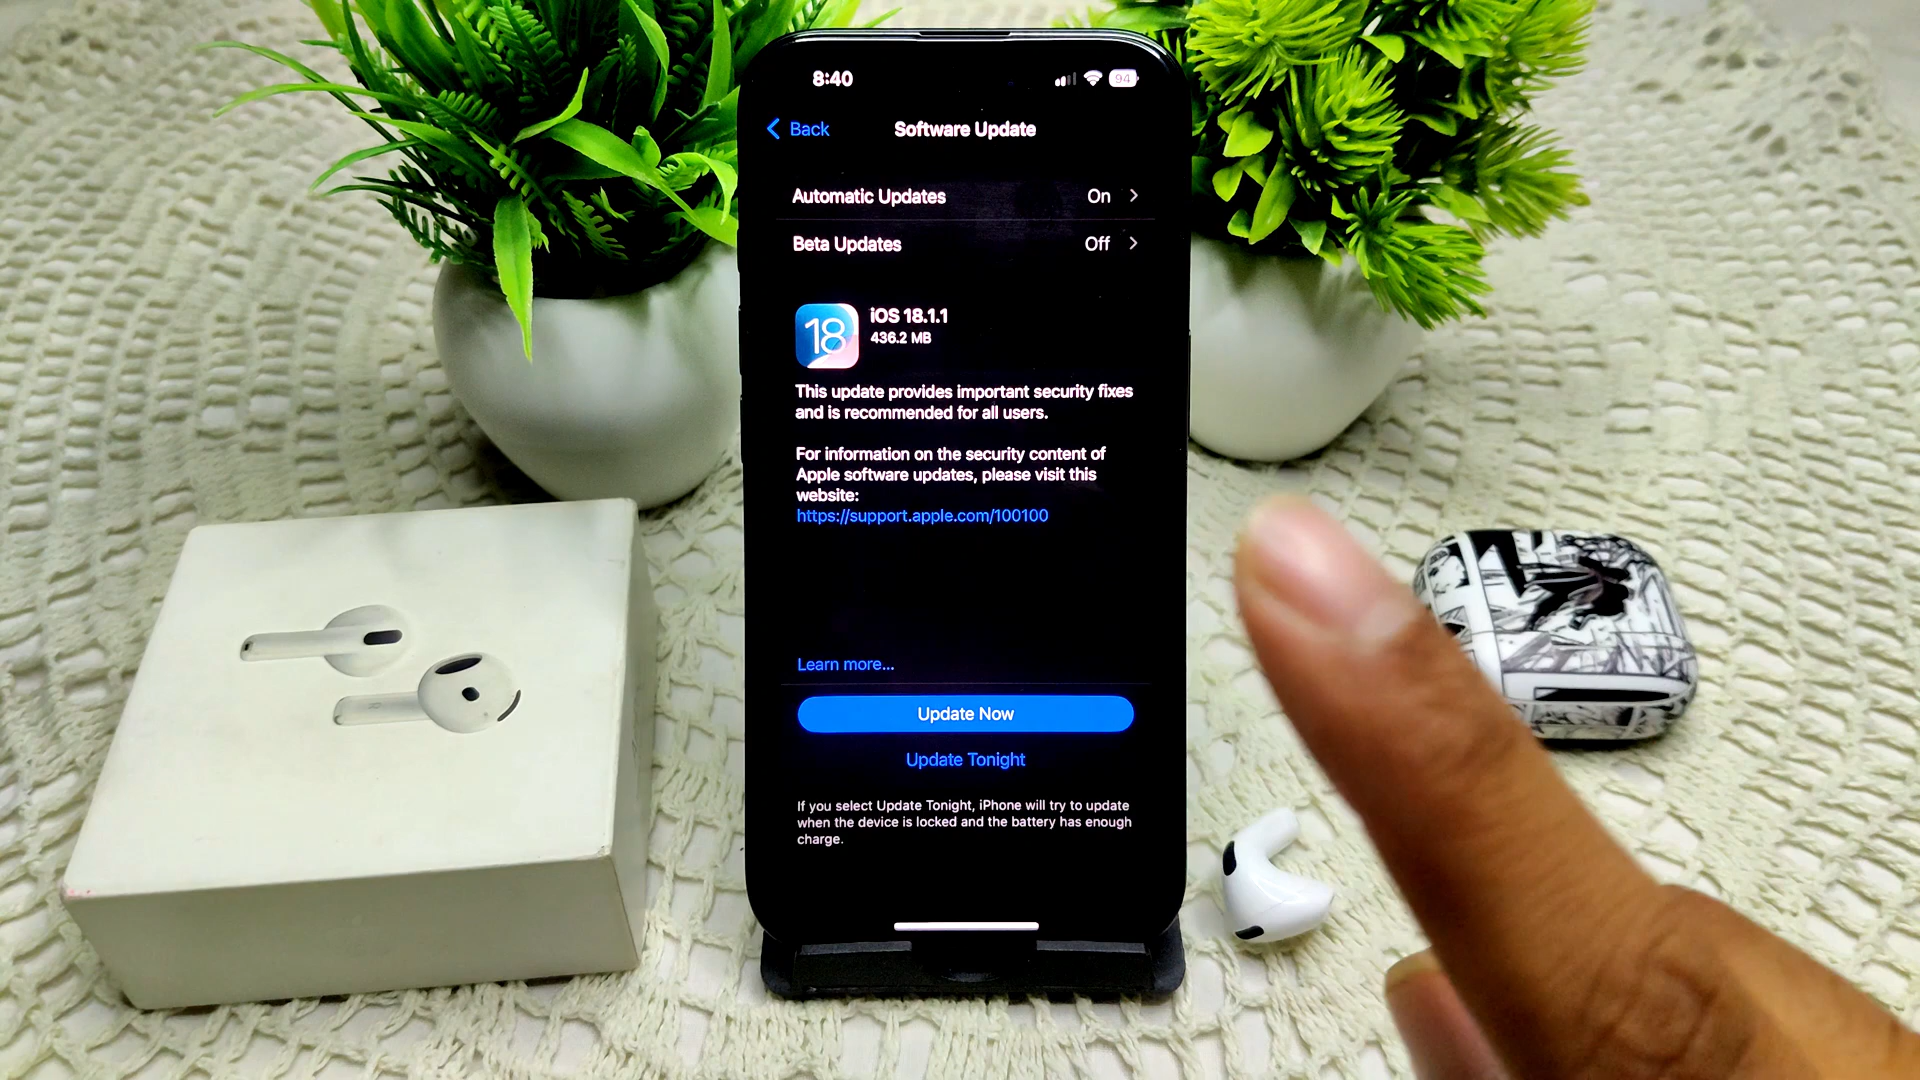 8:40
94
Back
Software Update
Automatic Updates On
Beta Updates Off
18
iOS 18.1.1
436.2 MB
This update provides important security fixes
and is recommended for all users.
For information on the security content of
Apple software updates, please visit this
website:
https://support.apple.com/100100
Learn more...
Update Now
Update Tonight
If you select Update Tonight, iPhone will try to update
when the device is locked and the battery has enough
charge.